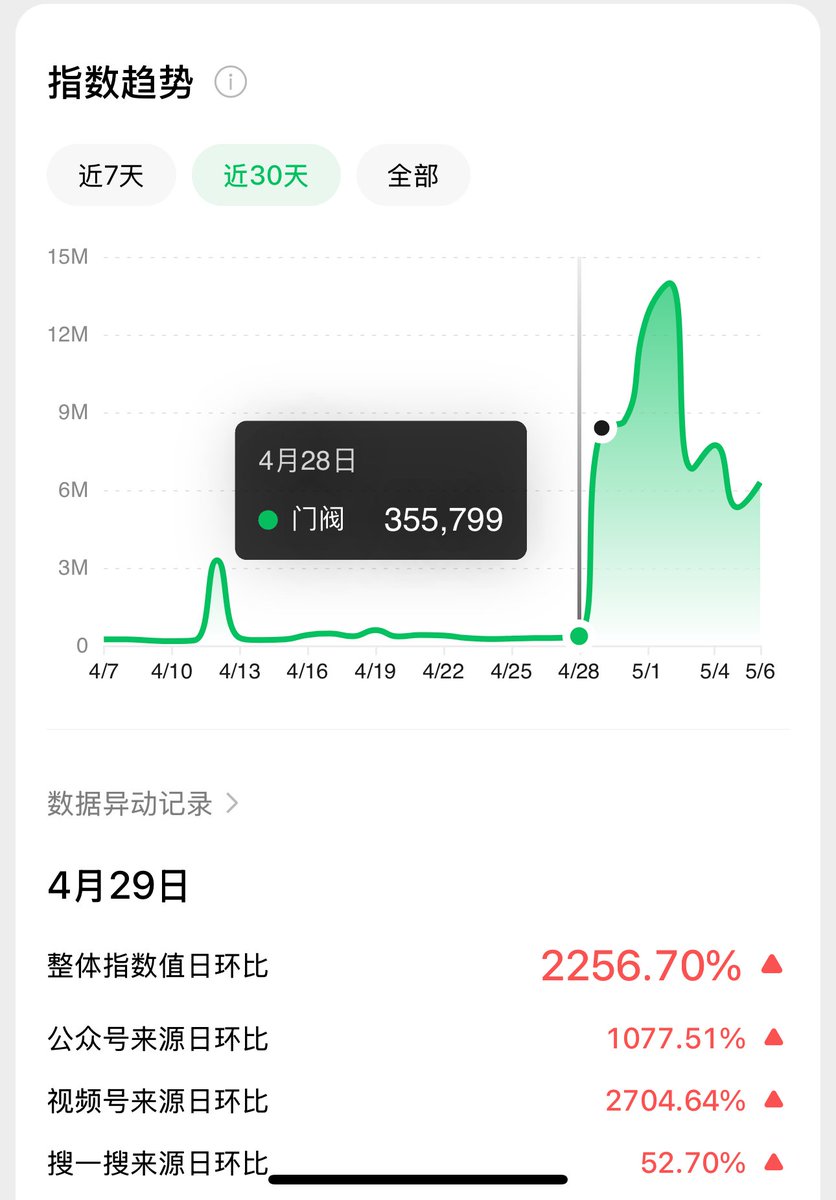 指数趋势
近7天 近30天 全部
15M
12M
9M
4月28日
6M
门阀 355,799
3M
0
4/7 4/10 4/13 4/16 4/19 4/22 4/25 4/28 5/1 5/4 5/6
数据异动记录
4月29日
整体指数值日环比 2256.70%
公众号来源日环比 1077.51%
视频号来源日环比 2704.64%
搜一搜来源日环比 52.70%